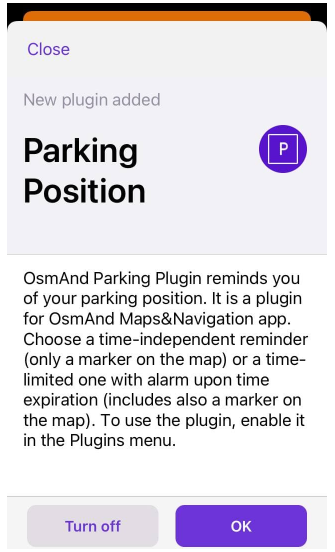 Close
New plugin added
Parking
Position
P
OsmAnd Parking Plugin reminds you
of your parking position. It is a plugin
for OsmAnd Maps&Navigation app.
Choose a time-independent reminder
(only a marker on the map) or a time-
limited one with alarm upon time
expiration (includes also a marker on
the map). To use the plugin, enable it
in the Plugins menu.
Turn off
OK